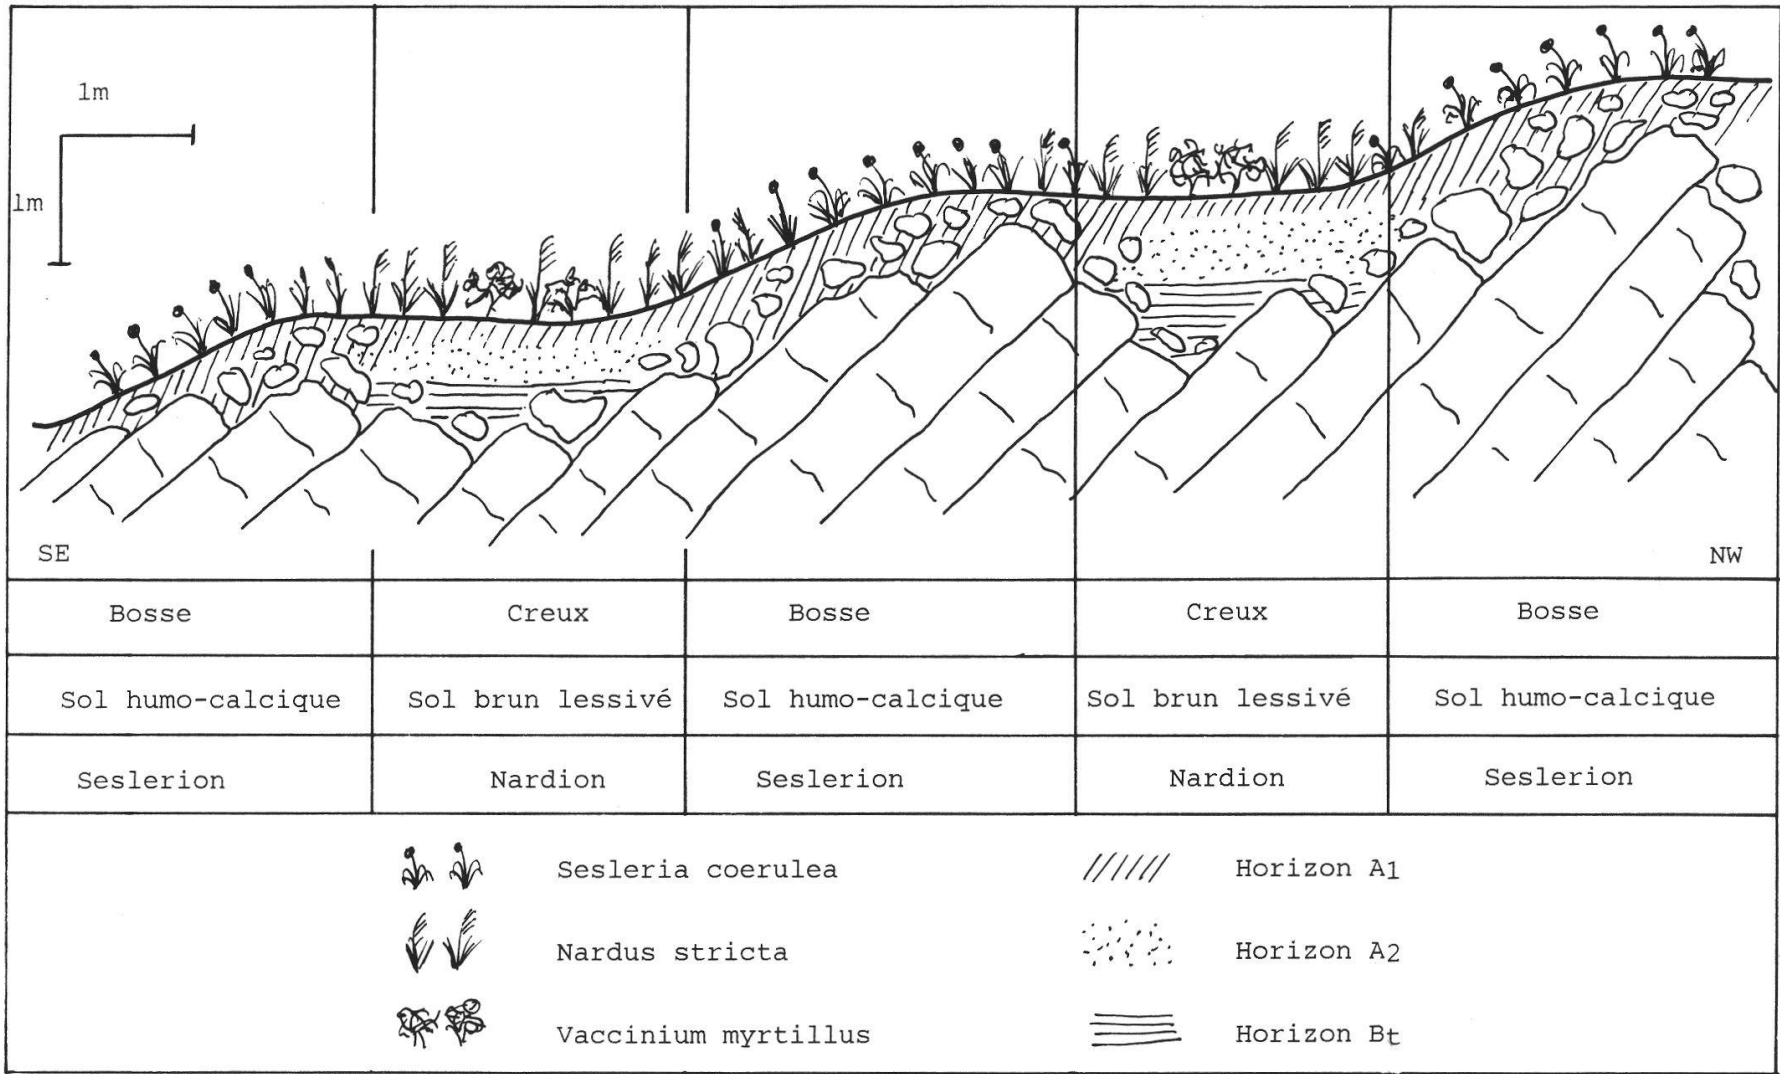 1m
1m
SE NW
Bosse Creux Bosse Creux Bosse
Sol humo-calcique Sol brun lessivé Sol humo-calcique Sol brun lessivé Sol humo-calcique
Seslerion Nardion Seslerion Nardion Seslerion
Sesleria coerulea Horizon A1
Nardus stricta Horizon A2
Vaccinium myrtillus Horizon Bt